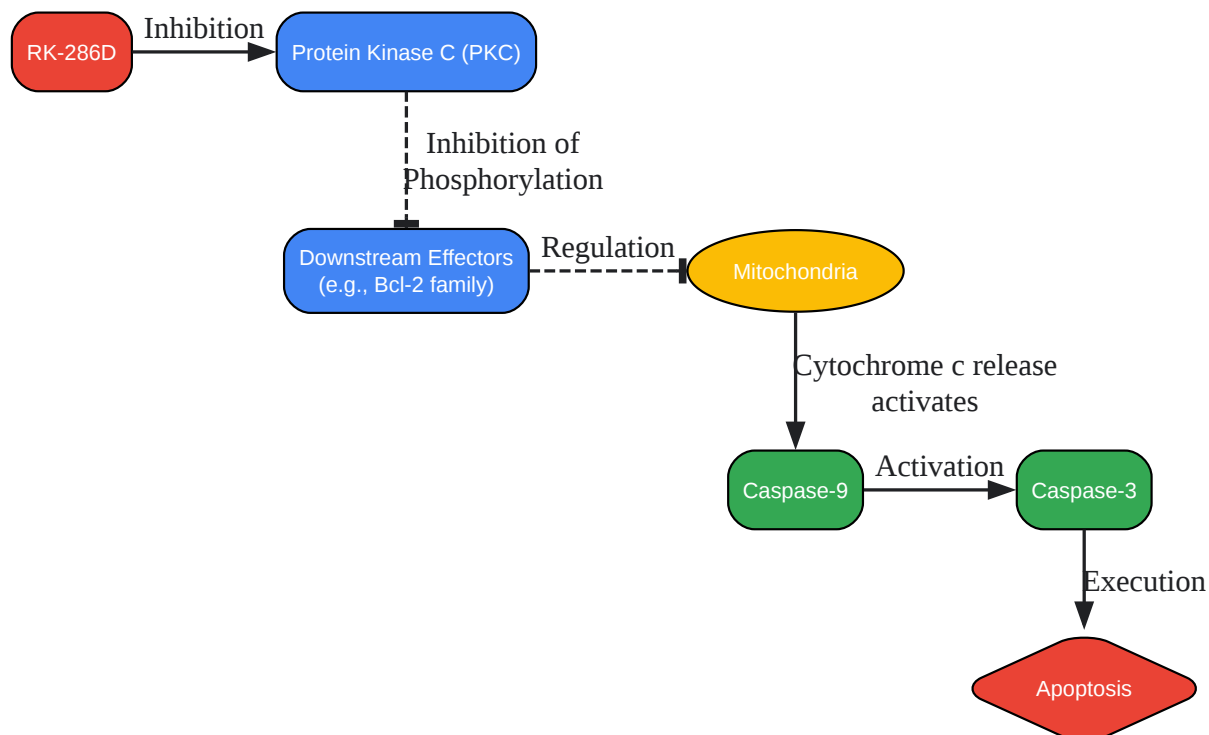 RK-286D
Inhibition
Protein Kinase C (PKC)
Inhibition of
Phosphorylation
Downstream Effectors
(e.g., Bcl-2 family)
Regulation
Mitochondria
Cytochrome c release
activates
Caspase-9
Activation
Caspase-3
Execution
Apoptosis